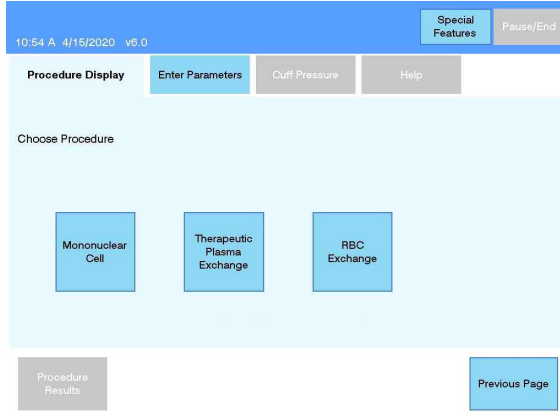 Special
Features
Pause/End
10:54 A 4/15/2020 v6.0
Procedure Display
Enter Parameters
Cuff Pressure
Help
Choose Procedure
Mononuclear
Cell
Therapeutic
Plasma
Exchange
RBC
Exchange
Procedure
Results
Previous Page